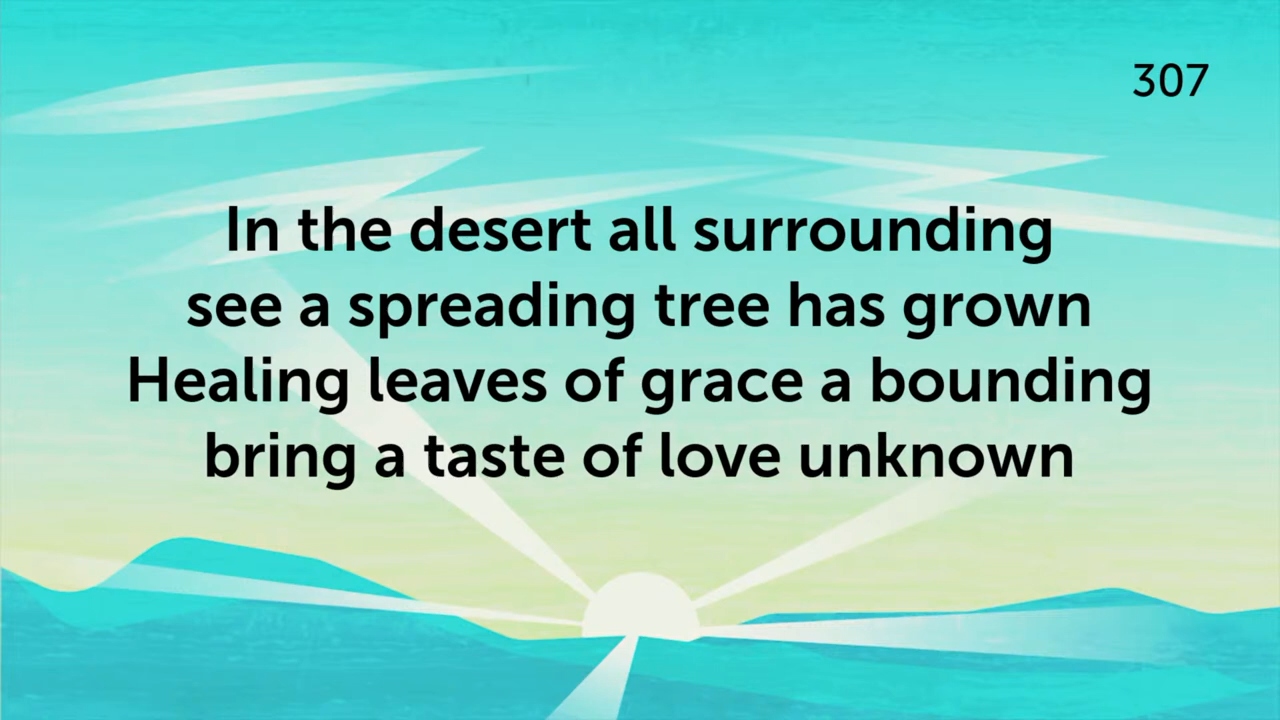 307
In the desert all surrounding
see a spreading tree has grown
Healing leaves of grace a bounding
bring a taste of love unknown